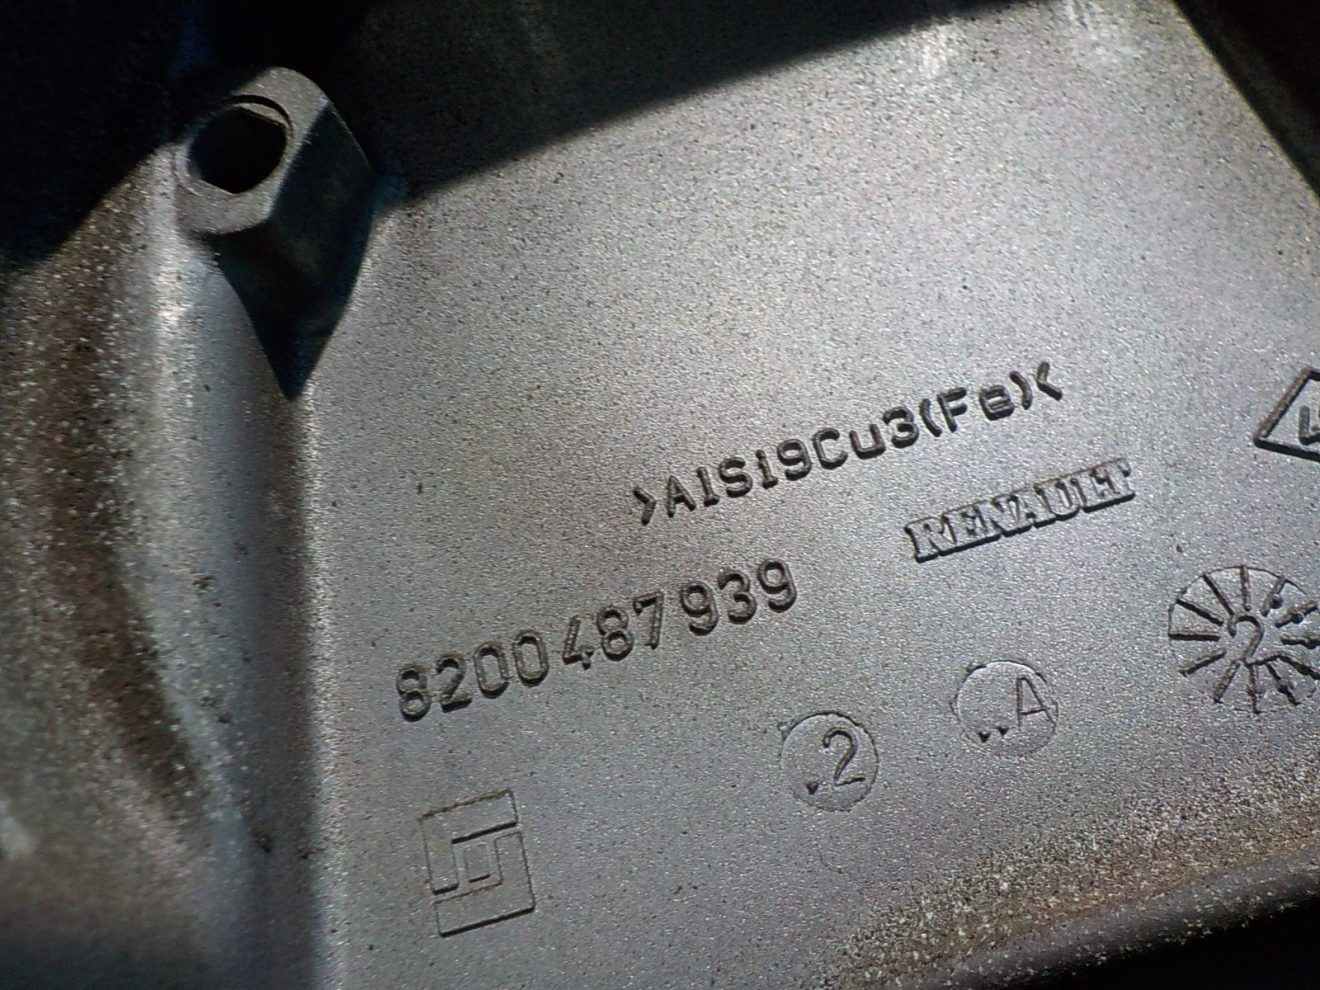 >AlSi9Cu3(Fe)<
RENAULT
8200487939
2
.2
..A